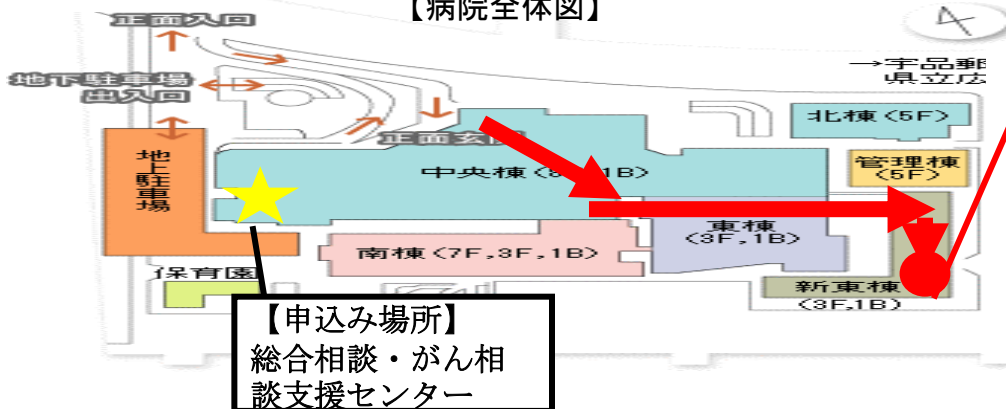 【病院全体図】
正面入口
→宇品郵
県立広
地下駐車場
出入口
正面玄
北棟(5F)
地上駐車場
中央棟(8 1B)
管理棟
(5F)
東棟
(3F,1B)
南棟(7F,3F,1B)
保育園
新東棟
(3F,1B)
【申込み場所】
総合相談・がん相
談支援センター